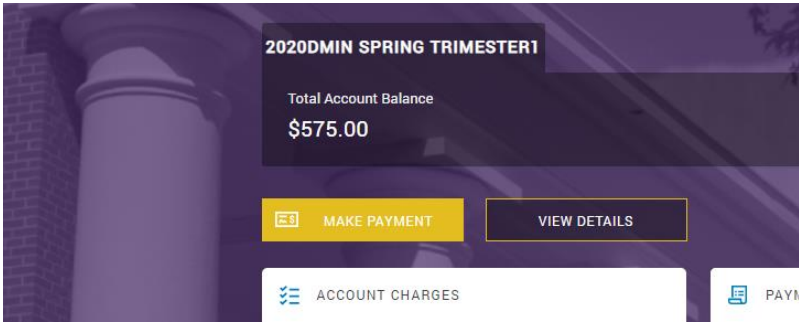 2020DMIN SPRING TRIMESTER1
Total Account Balance
$575.00
MAKE PAYMENT
VIEW DETAILS
ACCOUNT CHARGES